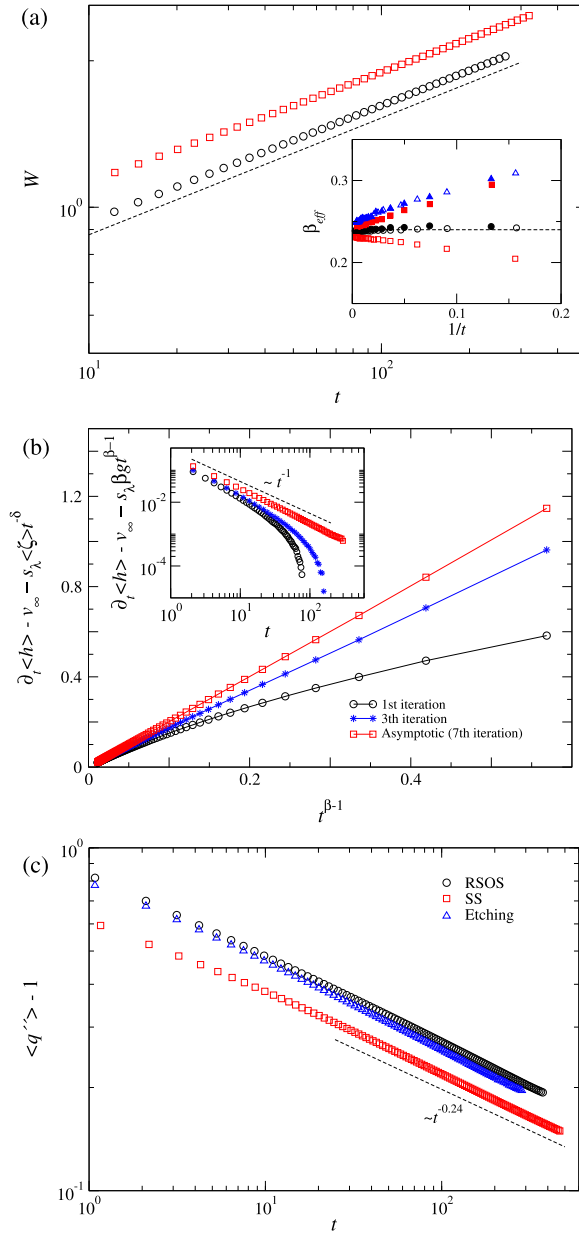 (a)
W
10^0
10^1
10^2
t
β_eff
0.3
0.2
0
0.1
0.2
1/t
(b)
∂_t<h> - v_∞ - s_λ<ζ>t^-δ
1.2
0.8
0.4
0
0
0.2
0.4
t^β-1
∂_t<h> - v_∞ - s_λβgt^β-1
10^-2
10^-4
10^0
10^1
10^2
t
~ t^-1
1st iteration
3th iteration
Asymptotic (7th iteration)
(c)
<q´´> - 1
10^0
10^-1
10^0
10^1
10^2
t
RSOS
SS
Etching
~t^-0.24